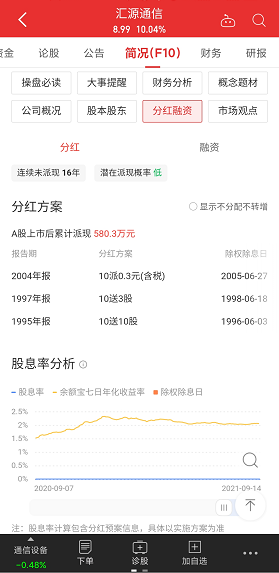 汇源通信
8.99 10.04%
资金 论股 公告 简况(F10) 财务 研报
操盘必读 大事提醒 财务分析 概念题材
公司概况 股本股东 分红融资 市场观点
分红 融资
连续未派现 16年 潜在派现概率 低
分红方案 显示不分配不转增
A股上市后累计派现 580.3万元
报告期 分红方案 除权除息日
2004年报 10派0.3元(含税) 2005-06-27
1997年报 10送3股 1998-06-18
1995年报 10送10股 1996-06-03
股息率分析
股息率 余额宝七日年化收益率 除权除息日
2.5%
2%
1.5%
1%
0.5%
0%
2020-09-07 2021-09-14
注：股息率计算包含分红预案信息，具体以实施方案为准
通信设备 下单 诊股 加自选
-0.48%